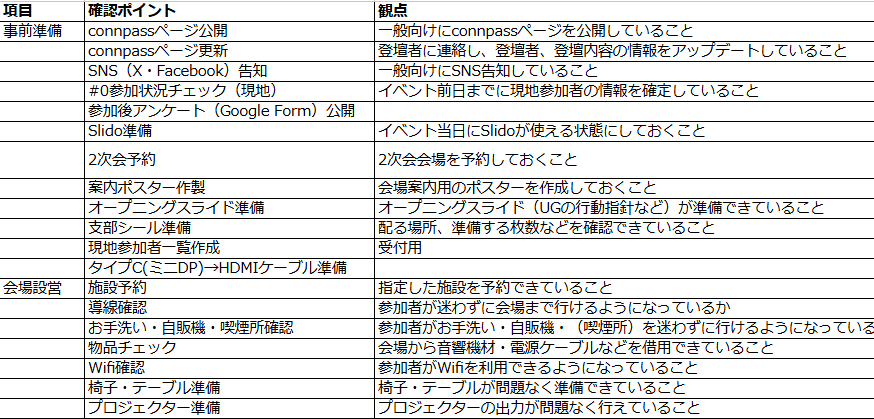 項目 確認ポイント 観点
事前準備 connpassページ公開 一般向けにconnpassページを公開していること
connpassページ更新 登壇者に連絡し、登壇者、登壇内容の情報をアップデートしていること
SNS（X・Facebook）告知 一般向けにSNS告知していること
#0参加状況チェック（現地） イベント前日までに現地参加者の情報を確定していること
参加後アンケート（Google Form）公開
Slido準備 イベント当日にSlidoが使える状態にしておくこと
2次会予約 2次会会場を予約しておくこと
案内ポスター作製 会場案内用のポスターを作成しておくこと
オープニングスライド準備 オープニングスライド（UGの行動指針など）が準備できていること
支部シール準備 配る場所、準備する枚数などを確認できていること
現地参加者一覧作成 受付用
タイプC(ミニDP)→HDMIケーブル準備
会場設営 施設予約 指定した施設を予約できていること
導線確認 参加者が迷わずに会場まで行けるようになっているか
お手洗い・自販機・喫煙所確認 参加者がお手洗い・自販機・（喫煙所）を迷わずに行けるようになっている
物品チェック 会場から音響機材・電源ケーブルなどを借用できていること
Wifi確認 参加者がWifiを利用できるようになっていること
椅子・テーブル準備 椅子・テーブルが問題なく準備できていること
プロジェクター準備 プロジェクターの出力が問題なく行えていること